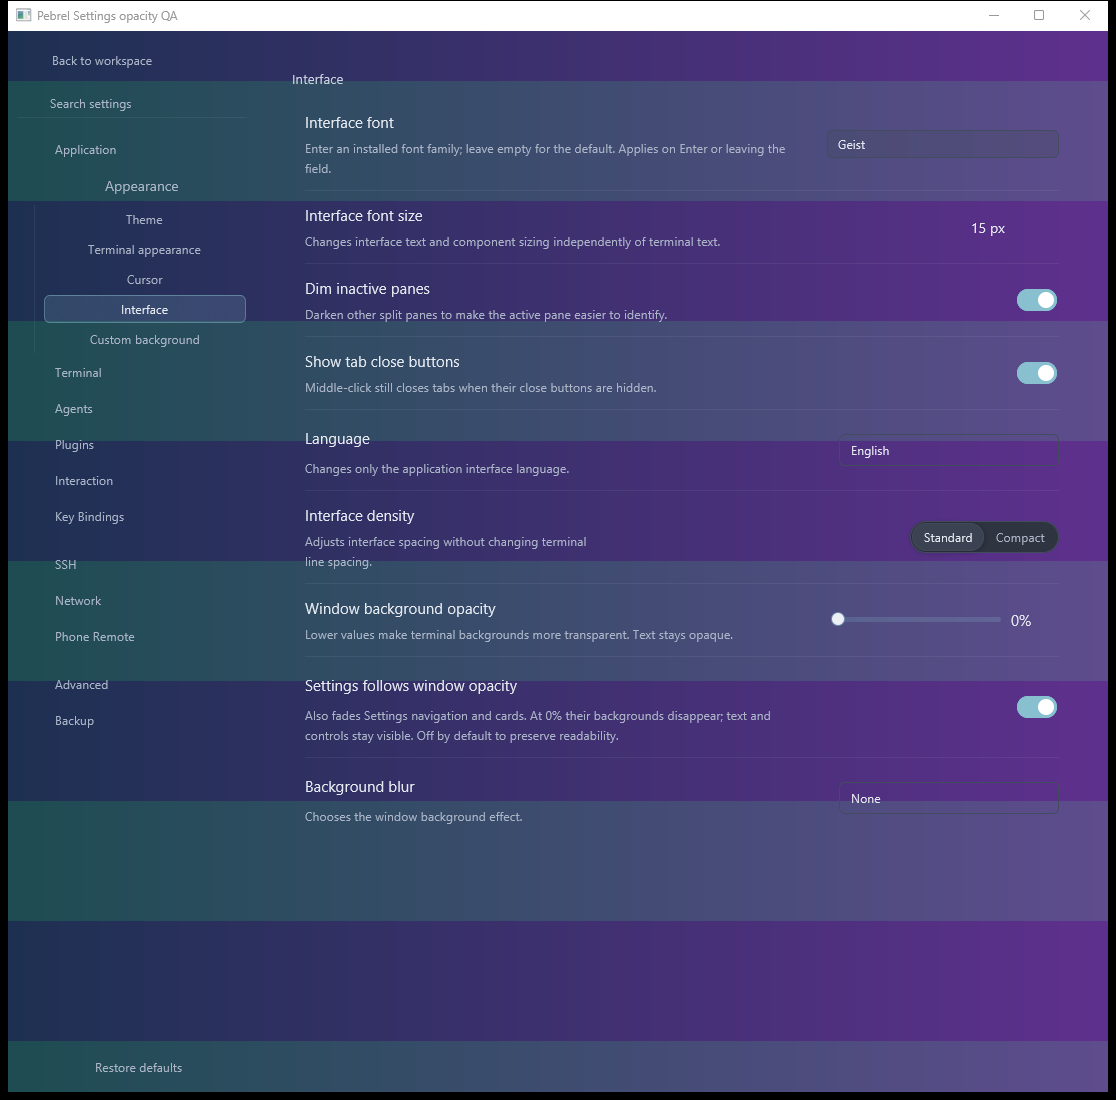 Pebrel Settings opacity QA
Back to workspace
Search settings
Application
Appearance
Theme
Terminal appearance
Cursor
Interface
Custom background
Terminal
Agents
Plugins
Interaction
Key Bindings
SSH
Network
Phone Remote
Advanced
Backup
Restore defaults
Interface
Interface font
Enter an installed font family; leave empty for the default. Applies on Enter or leaving the
field.
Geist
Interface font size
Changes interface text and component sizing independently of terminal text.
15 px
Dim inactive panes
Darken other split panes to make the active pane easier to identify.
Show tab close buttons
Middle-click still closes tabs when their close buttons are hidden.
Language
Changes only the application interface language.
English
Interface density
Adjusts interface spacing without changing terminal
line spacing.
Standard Compact
Window background opacity
Lower values make terminal backgrounds more transparent. Text stays opaque.
0%
Settings follows window opacity
Also fades Settings navigation and cards. At 0% their backgrounds disappear; text and
controls stay visible. Off by default to preserve readability.
Background blur
Chooses the window background effect.
None